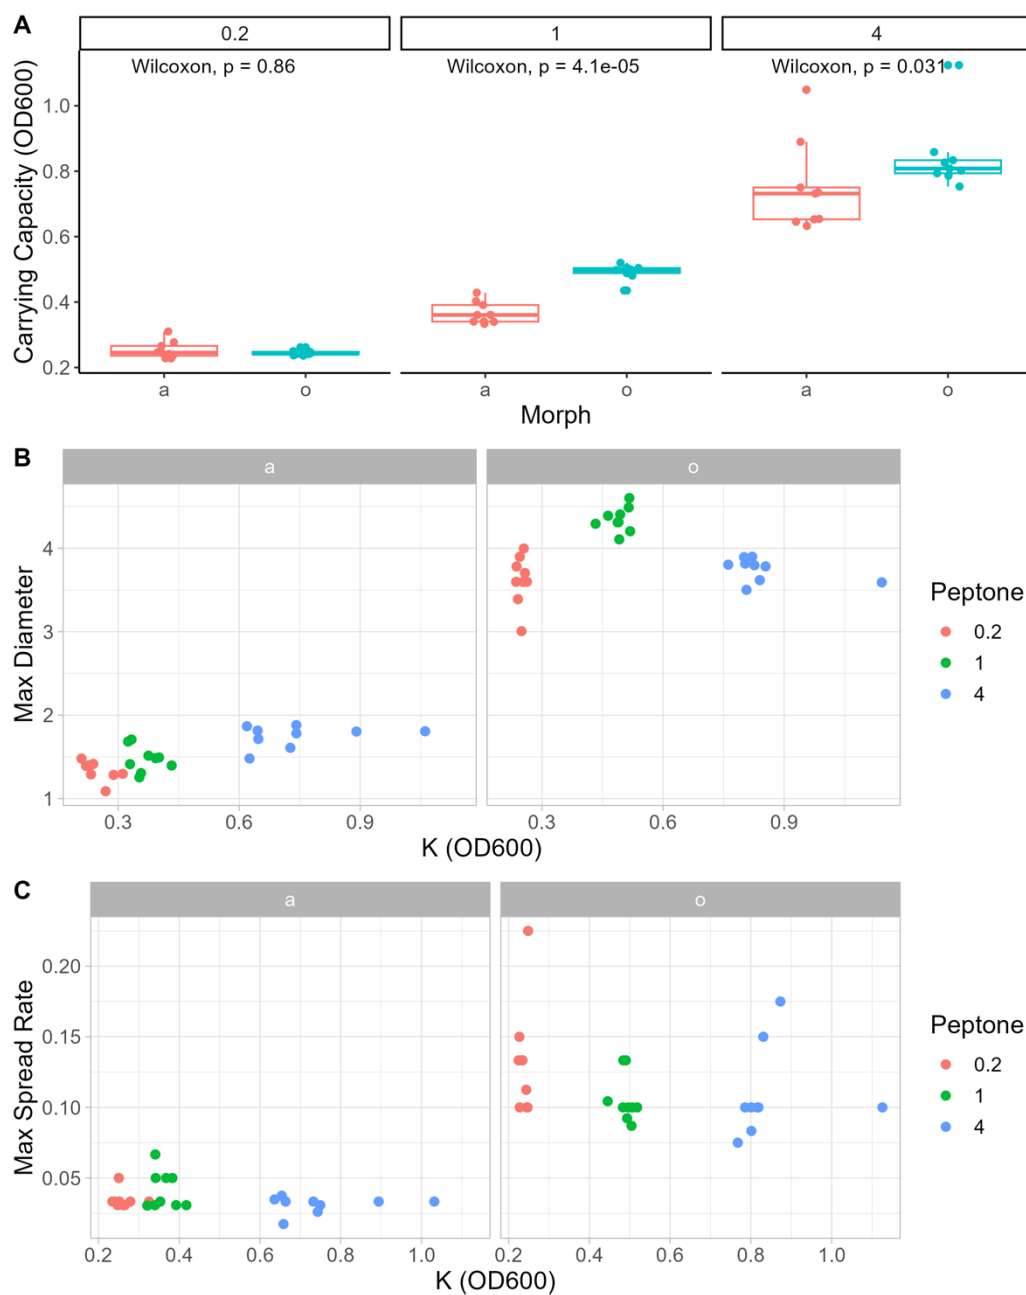 A
0.2
1
4
Wilcoxon, p = 0.86
Wilcoxon, p = 4.1e-05
Wilcoxon, p = 0.031
Carrying Capacity (OD600)
1.0
0.8
0.6
0.4
0.2
a
o
a
o
a
o
Morph
B
a
o
Max Diameter
4
3
2
1
0.3
0.6
0.9
0.3
0.6
0.9
K (OD600)
Peptone
0.2
1
4
C
a
o
Max Spread Rate
0.20
0.15
0.10
0.05
0.2
0.4
0.6
0.8
1.0
0.2
0.4
0.6
0.8
1.0
K (OD600)
Peptone
0.2
1
4